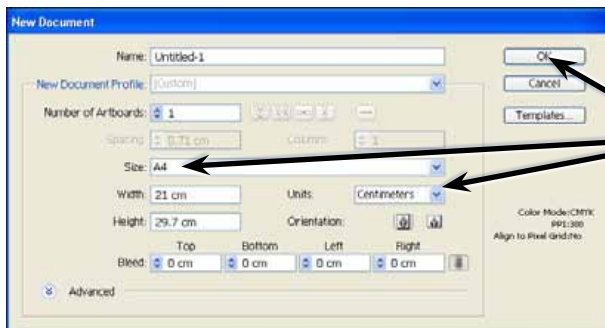 New Document
Name: Untitled-1
OK
New Document Profile: [Custom]
Cancel
Number of Artboards: 1
Templates...
Spacing: 0.71 cm
Columns: 1
Size: A4
Width: 21 cm
Units: Centimeters
Height: 29.7 cm
Orientation:
Color Mode:CMYK
PPI:300
Align to Pixel Grid:No
Top Bottom Left Right
Bleed: 0 cm 0 cm 0 cm 0 cm
Advanced